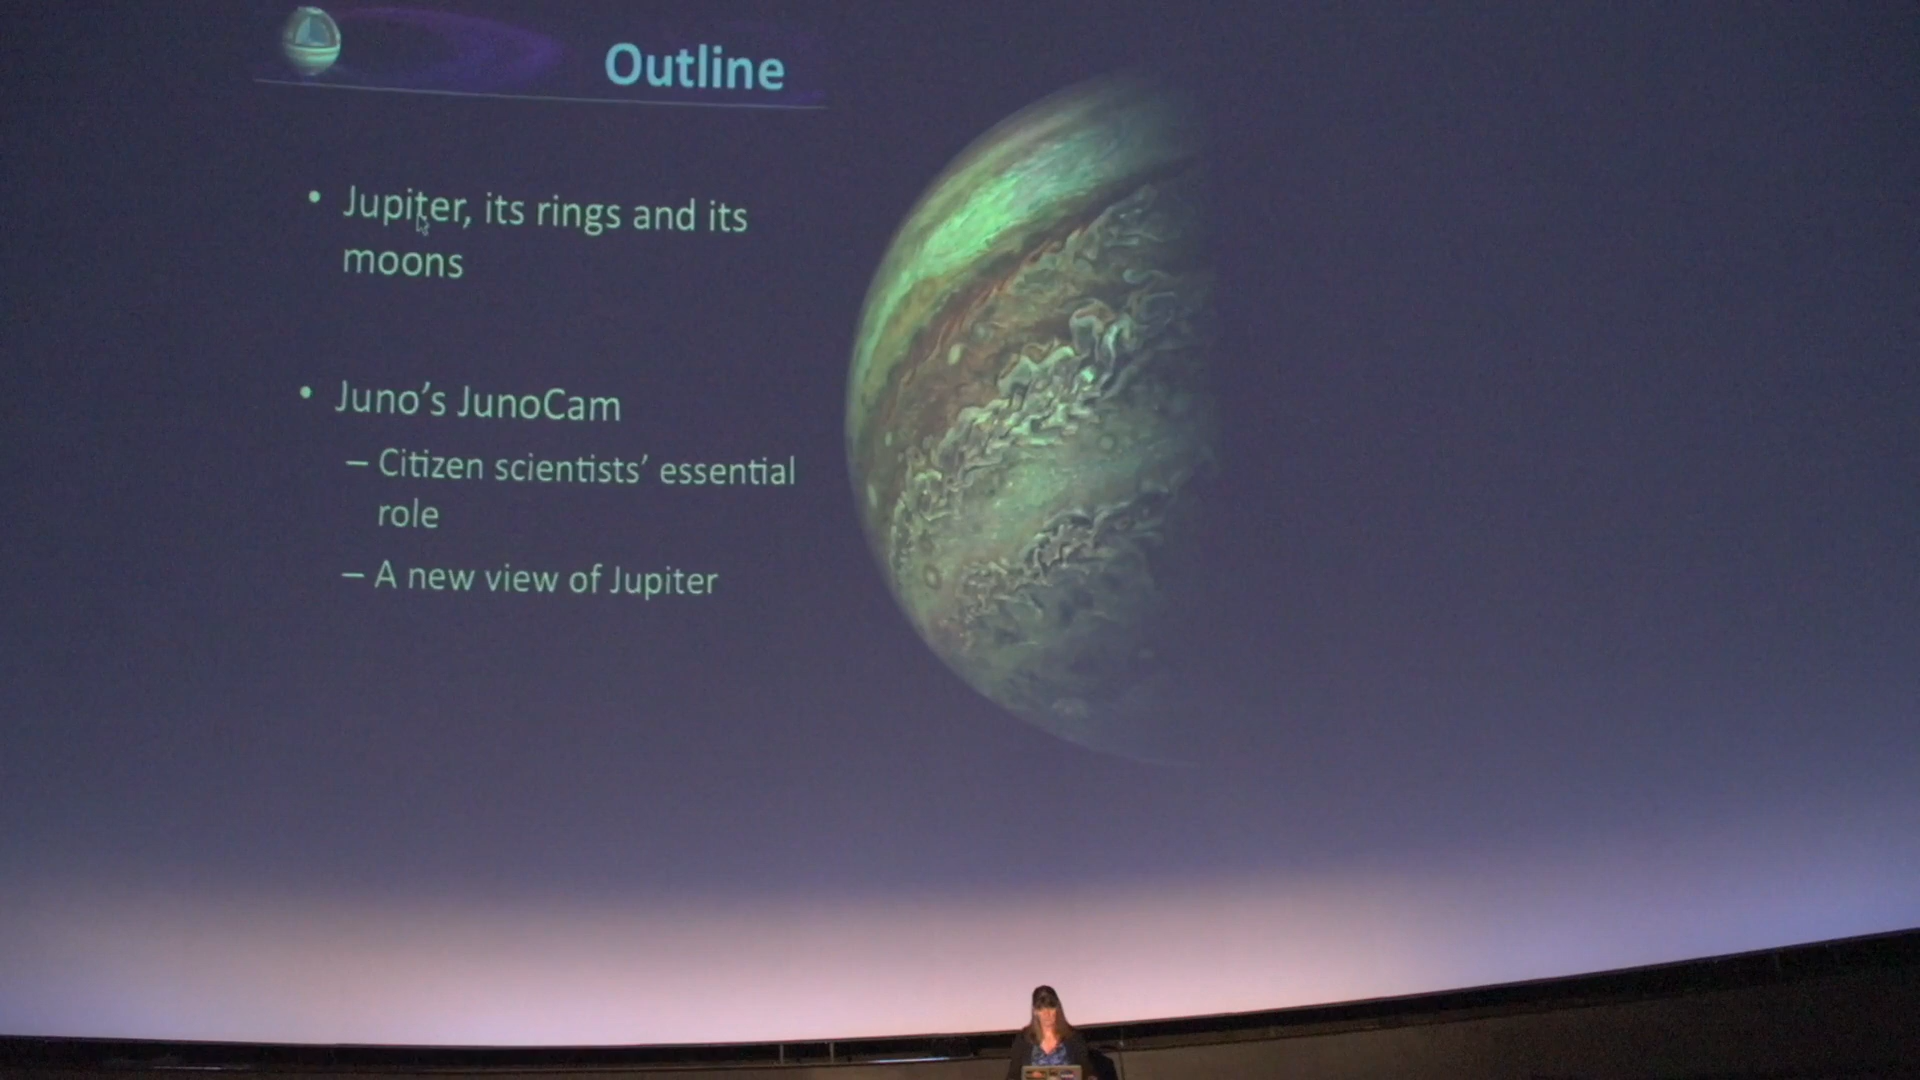 Outline
• Jupiter, its rings and its
moons
• Juno's JunoCam
– Citizen scientists' essential
role
– A new view of Jupiter